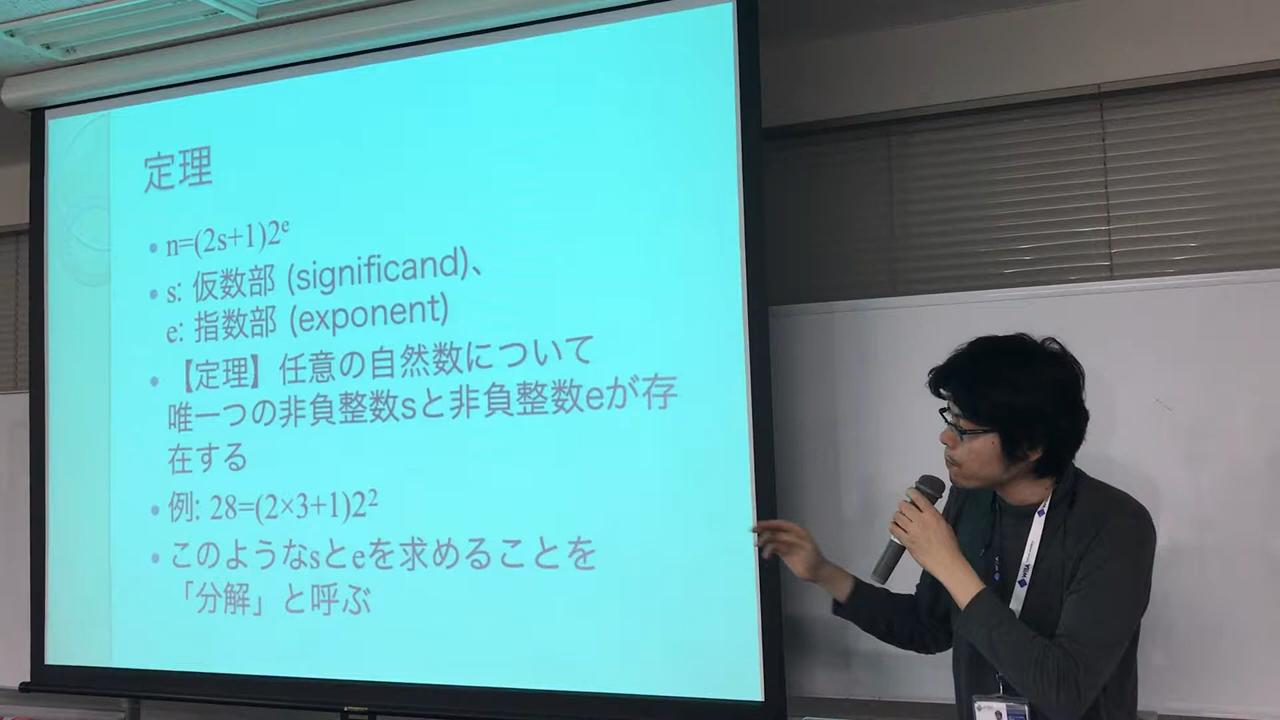 定理
• n=(2s+1)2ᵉ
• s: 仮数部 (significand)、
e: 指数部 (exponent)
• 【定理】任意の自然数について
唯一つの非負整数sと非負整数eが存
在する
• 例: 28=(2×3+1)2²
• このようなsとeを求めることを
「分解」と呼ぶ